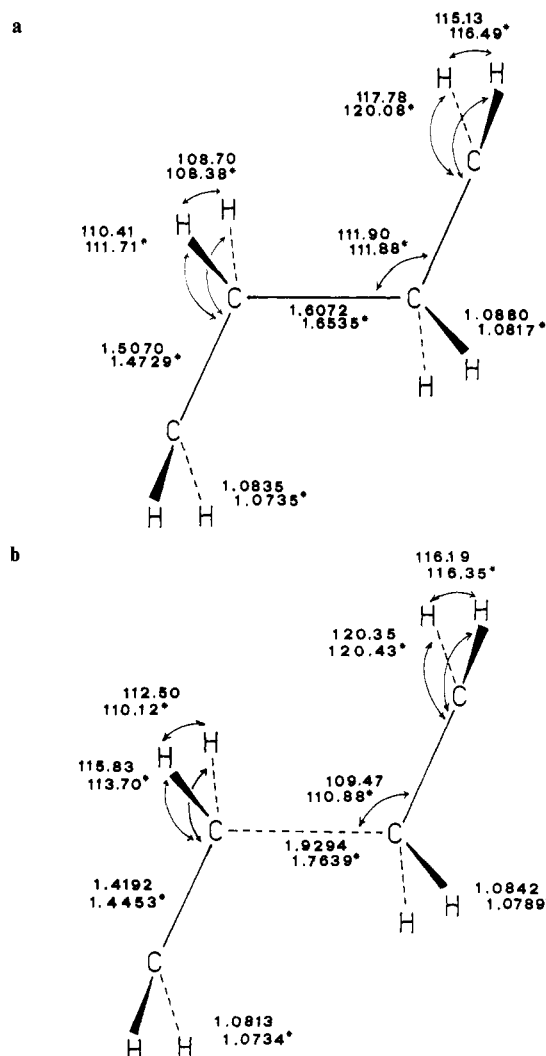 a
115.13
116.49*
H H
117.78
120.08*
C
108.70
108.38*
H H
110.41
111.71*
111.90
111.88*
C C
1.6072
1.6535*
1.0880
1.0817*
1.5070
1.4729*
H H
C
1.0835
1.0735*
H H
b
116.19
116.35*
H H
120.35
120.43*
C
112.50
110.12*
H H
115.83
113.70*
109.47
110.88*
C C
1.9294
1.7639*
1.4192
1.4453*
1.0842
1.0789
H H
C
1.0813
1.0734*
H H